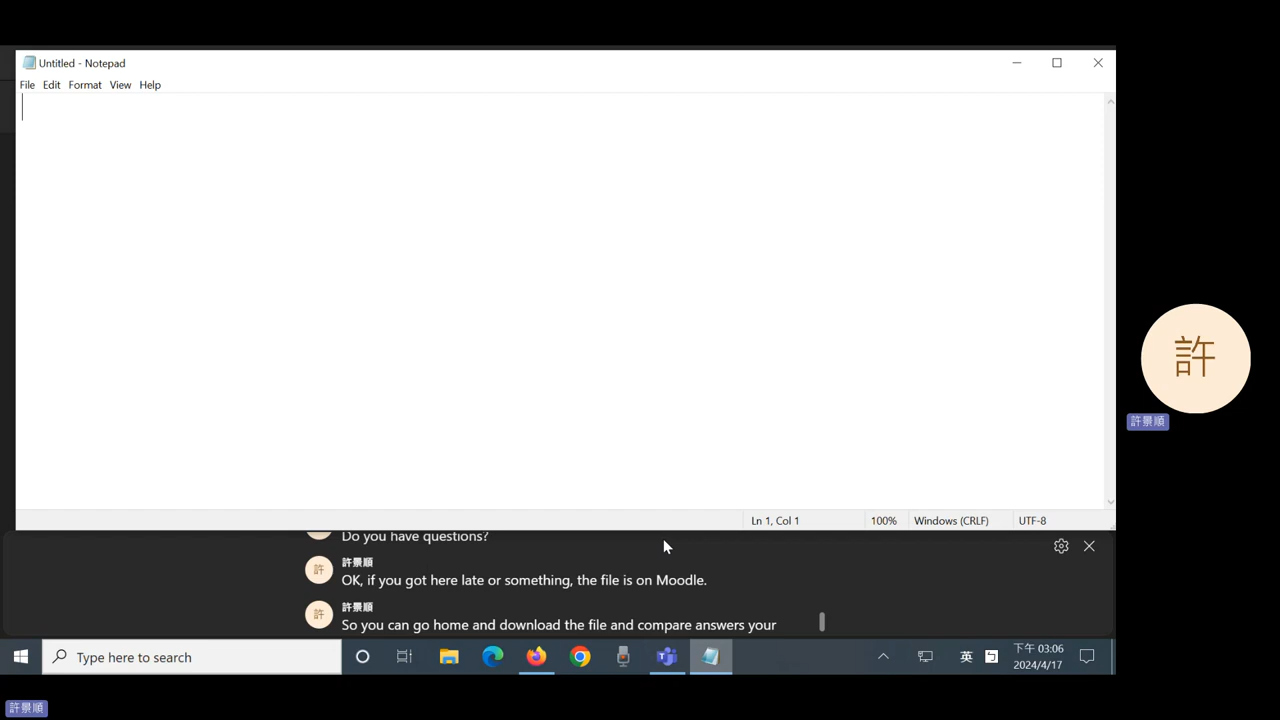 Untitled - Notepad
File Edit Format View Help
Ln 1, Col 1 100% Windows (CRLF) UTF-8
Do you have questions?
許 許景順
OK, if you got here late or something, the file is on Moodle.
許 許景順
So you can go home and download the file and compare answers your
Type here to search
英
下午 03:06
2024/4/17
許
許景順
許景順